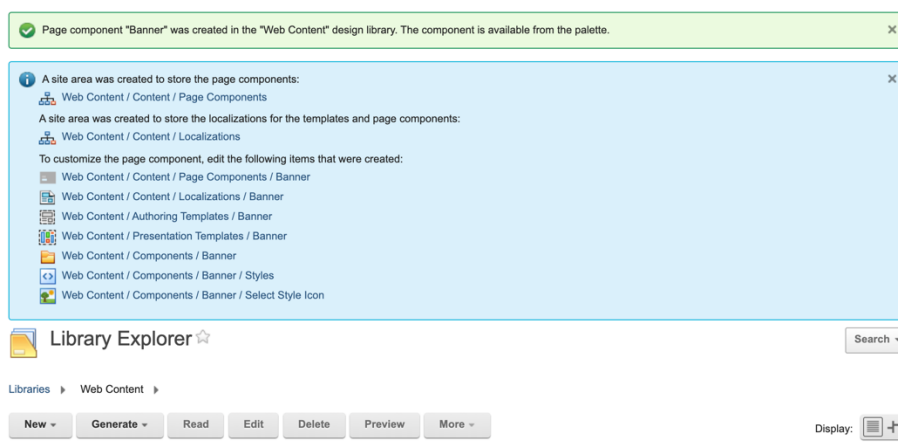 Page component "Banner" was created in the "Web Content" design library. The component is available from the palette.
A site area was created to store the page components:
Web Content / Content / Page Components
A site area was created to store the localizations for the templates and page components:
Web Content / Content / Localizations
To customize the page component, edit the following items that were created:
Web Content / Content / Page Components / Banner
Web Content / Content / Localizations / Banner
Web Content / Authoring Templates / Banner
Web Content / Presentation Templates / Banner
Web Content / Components / Banner
Web Content / Components / Banner / Styles
Web Content / Components / Banner / Select Style Icon
Library Explorer
Search
Libraries Web Content
New Generate Read Edit Delete Preview More Display: